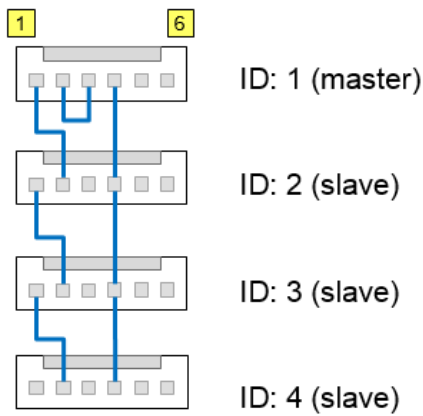 1 6
ID: 1 (master)
ID: 2 (slave)
ID: 3 (slave)
ID: 4 (slave)